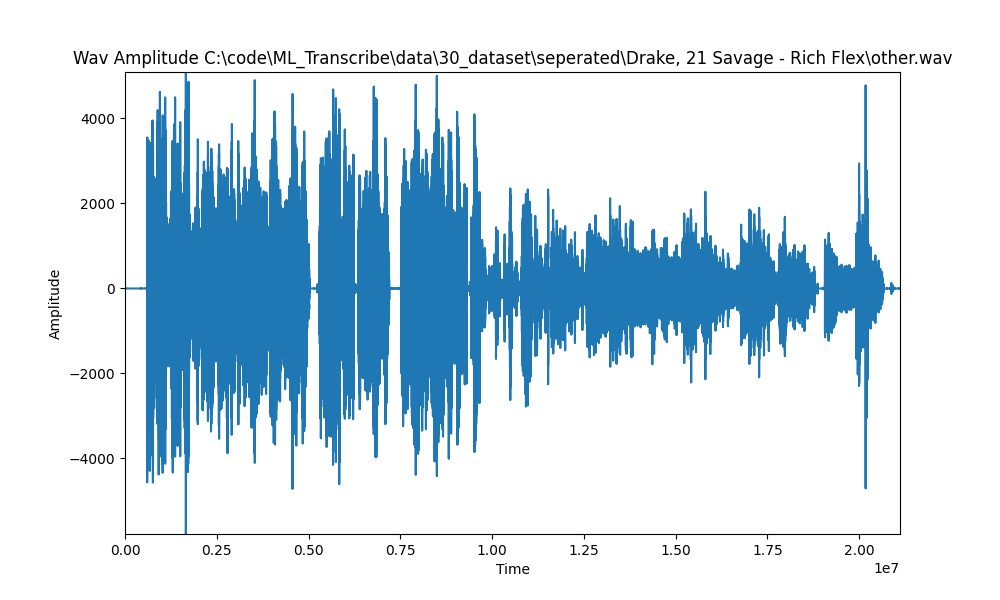 Wav Amplitude C:\code\ML_Transcribe\data\30_dataset\seperated\Drake, 21 Savage - Rich Flex\other.wav
4000
2000
0
−2000
−4000
Amplitude
0.00 0.25 0.50 0.75 1.00 1.25 1.50 1.75 2.00
1e7
Time